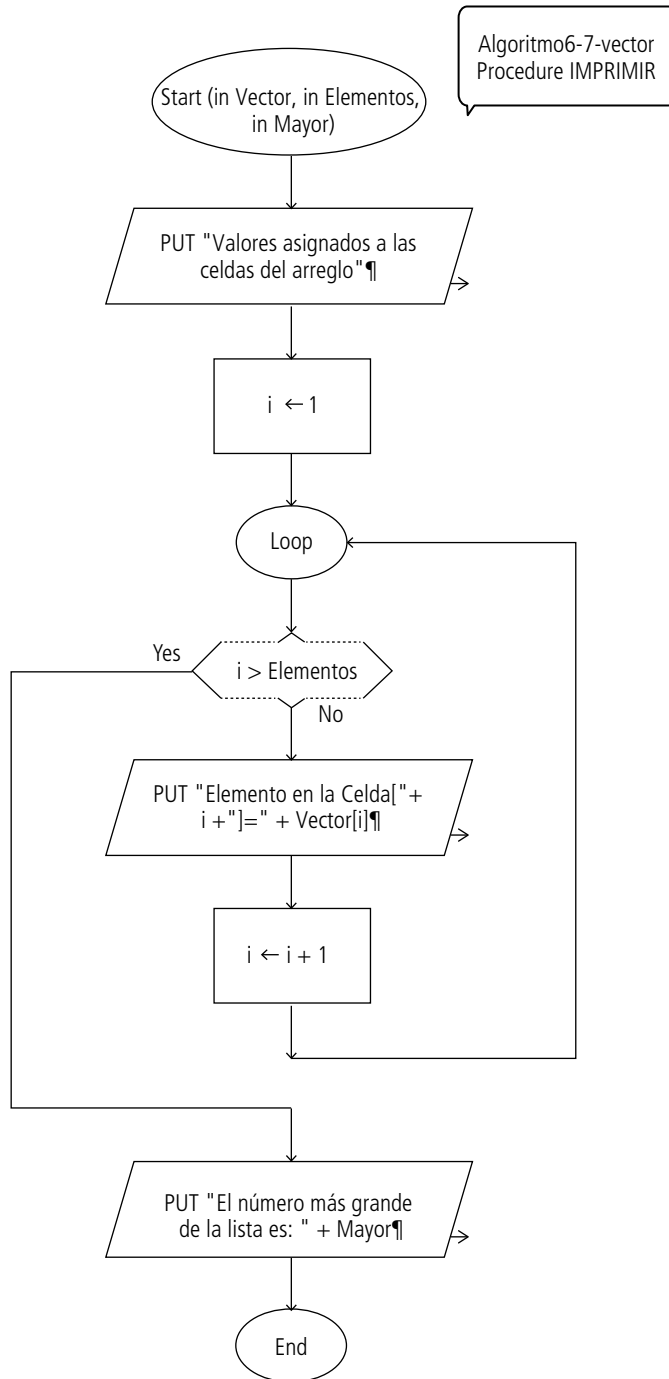 Algoritmo6-7-vector
Procedure IMPRIMIR
Start (in Vector, in Elementos,
in Mayor)
PUT "Valores asignados a las
celdas del arreglo"¶
i ← 1
Loop
Yes
i > Elementos
No
PUT "Elemento en la Celda["+
i +"]=" + Vector[i]¶
i ← i + 1
PUT "El número más grande
de la lista es: " + Mayor¶
End